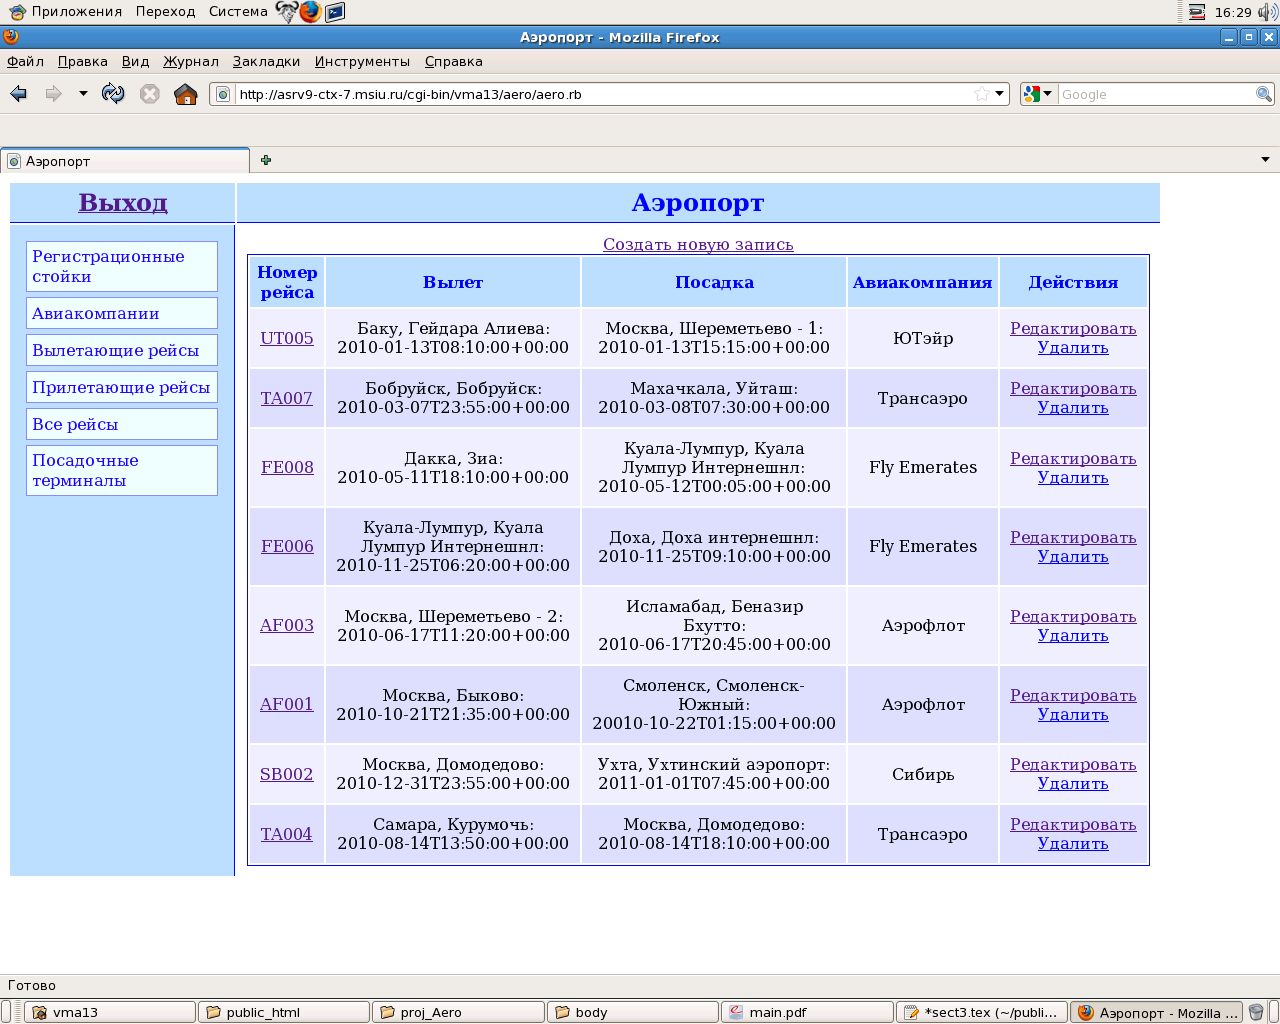 Приложения Переход Система 16:29
Аэропорт - Mozilla Firefox
Файл Правка Вид Журнал Закладки Инструменты Справка
http://asrv9-ctx-7.msiu.ru/cgi-bin/vma13/aero/aero.rb Google
Аэропорт
Выход
Аэропорт
Регистрационные
стойки
Авиакомпании
Вылетающие рейсы
Прилетающие рейсы
Все рейсы
Посадочные
терминалы
Создать новую запись
Номер
рейса
Вылет
Посадка
Авиакомпания
Действия
UT005
Баку, Гейдара Алиева:
2010-01-13T08:10:00+00:00
Москва, Шереметьево - 1:
2010-01-13T15:15:00+00:00
ЮТэйр
Редактировать
Удалить
TA007
Бобруйск, Бобруйск:
2010-03-07T23:55:00+00:00
Махачкала, Уйташ:
2010-03-08T07:30:00+00:00
Трансаэро
Редактировать
Удалить
FE008
Дакка, Зиа:
2010-05-11T18:10:00+00:00
Куала-Лумпур, Куала
Лумпур Интернешнл:
2010-05-12T00:05:00+00:00
Fly Emerates
Редактировать
Удалить
FE006
Куала-Лумпур, Куала
Лумпур Интернешнл:
2010-11-25T06:20:00+00:00
Доха, Доха интернешнл:
2010-11-25T09:10:00+00:00
Fly Emerates
Редактировать
Удалить
AF003
Москва, Шереметьево - 2:
2010-06-17T11:20:00+00:00
Исламабад, Беназир
Бхутто:
2010-06-17T20:45:00+00:00
Аэрофлот
Редактировать
Удалить
AF001
Москва, Быково:
2010-10-21T21:35:00+00:00
Смоленск, Смоленск-
Южный:
20010-10-22T01:15:00+00:00
Аэрофлот
Редактировать
Удалить
SB002
Москва, Домодедово:
2010-12-31T23:55:00+00:00
Ухта, Ухтинский аэропорт:
2011-01-01T07:45:00+00:00
Сибирь
Редактировать
Удалить
TA004
Самара, Курумочь:
2010-08-14T13:50:00+00:00
Москва, Домодедово:
2010-08-14T18:10:00+00:00
Трансаэро
Редактировать
Удалить
Готово
vma13 public_html proj_Aero body main.pdf *sect3.tex (~/publi... Аэропорт - Mozilla ...